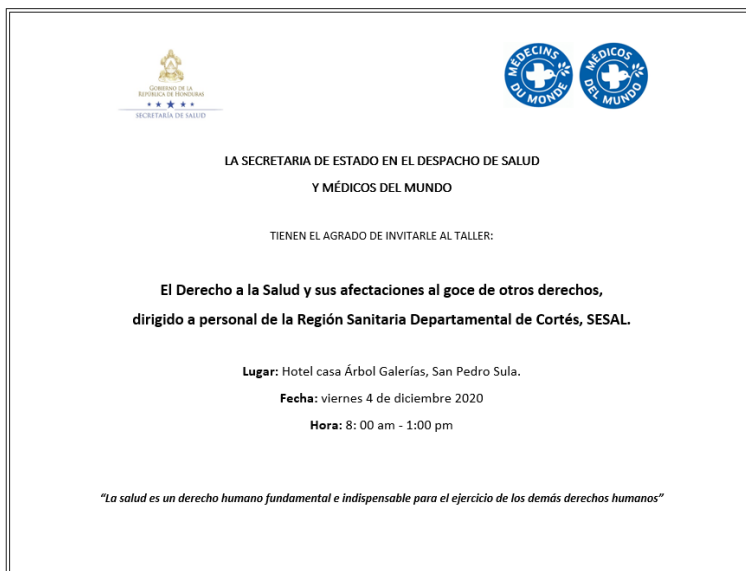 GOBIERNO DE LA
REPÚBLICA DE HONDURAS
SECRETARÍA DE SALUD
MÉDECINS DU MONDE
MÉDICOS DEL MUNDO
LA SECRETARIA DE ESTADO EN EL DESPACHO DE SALUD
Y MÉDICOS DEL MUNDO
TIENEN EL AGRADO DE INVITARLE AL TALLER:
El Derecho a la Salud y sus afectaciones al goce de otros derechos,
dirigido a personal de la Región Sanitaria Departamental de Cortés, SESAL.
Lugar: Hotel casa Árbol Galerías, San Pedro Sula.
Fecha: viernes 4 de diciembre 2020
Hora: 8: 00 am - 1:00 pm
“La salud es un derecho humano fundamental e indispensable para el ejercicio de los demás derechos humanos”